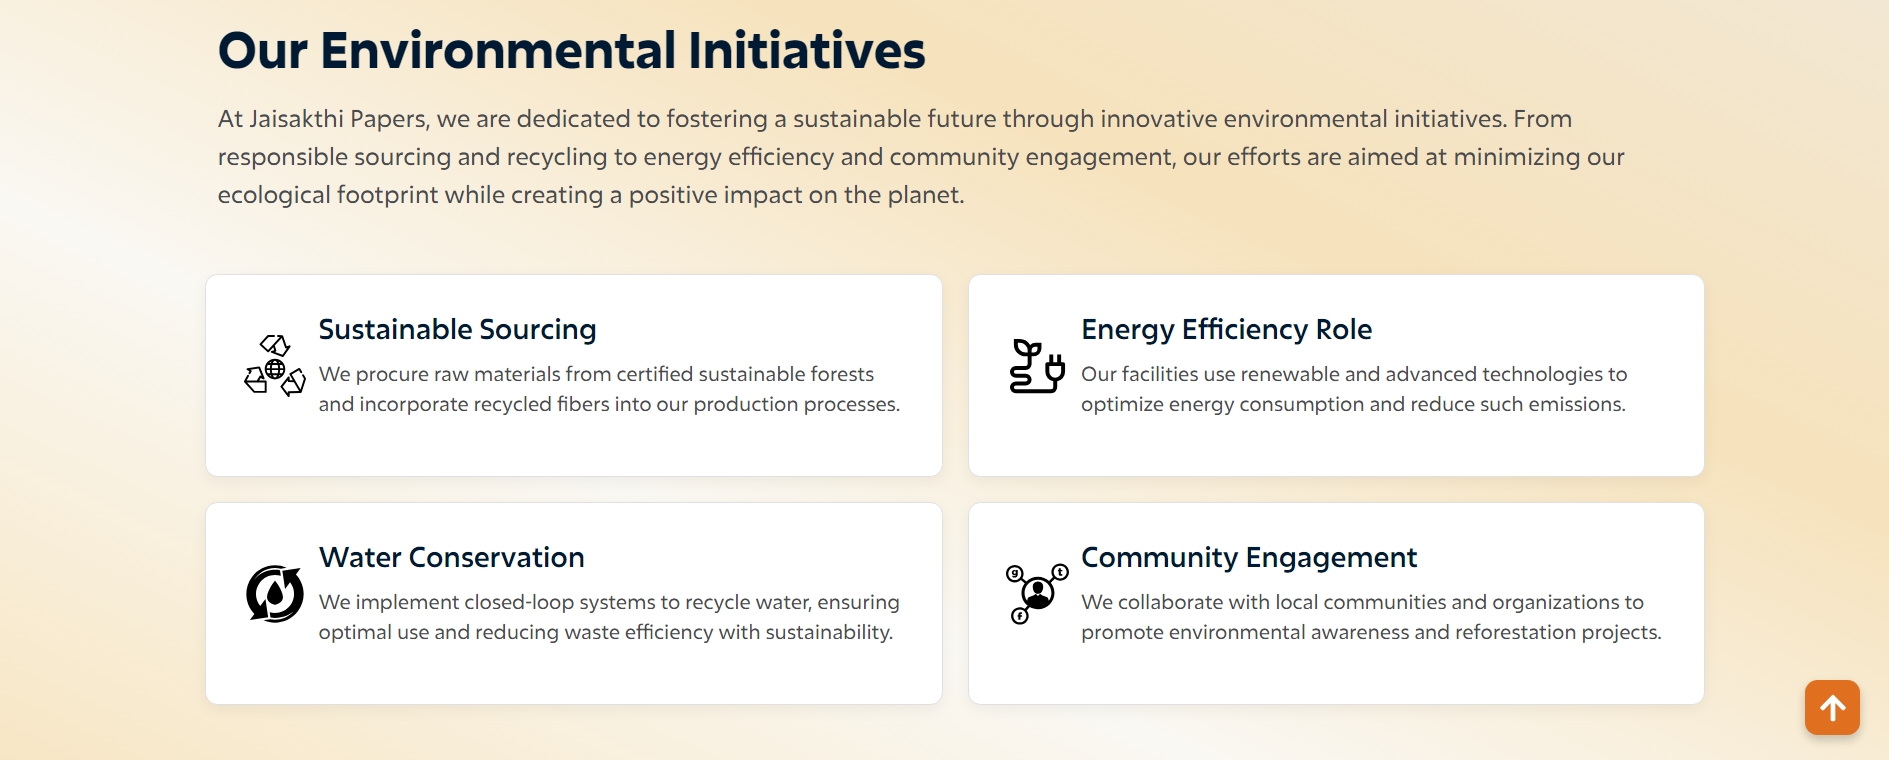 Our Environmental Initiatives
At Jaisakthi Papers, we are dedicated to fostering a sustainable future through innovative environmental initiatives. From
responsible sourcing and recycling to energy efficiency and community engagement, our efforts are aimed at minimizing our
ecological footprint while creating a positive impact on the planet.
Sustainable Sourcing
We procure raw materials from certified sustainable forests
and incorporate recycled fibers into our production processes.
Energy Efficiency Role
Our facilities use renewable and advanced technologies to
optimize energy consumption and reduce such emissions.
Water Conservation
We implement closed-loop systems to recycle water, ensuring
optimal use and reducing waste efficiency with sustainability.
g t
f
Community Engagement
We collaborate with local communities and organizations to
promote environmental awareness and reforestation projects.